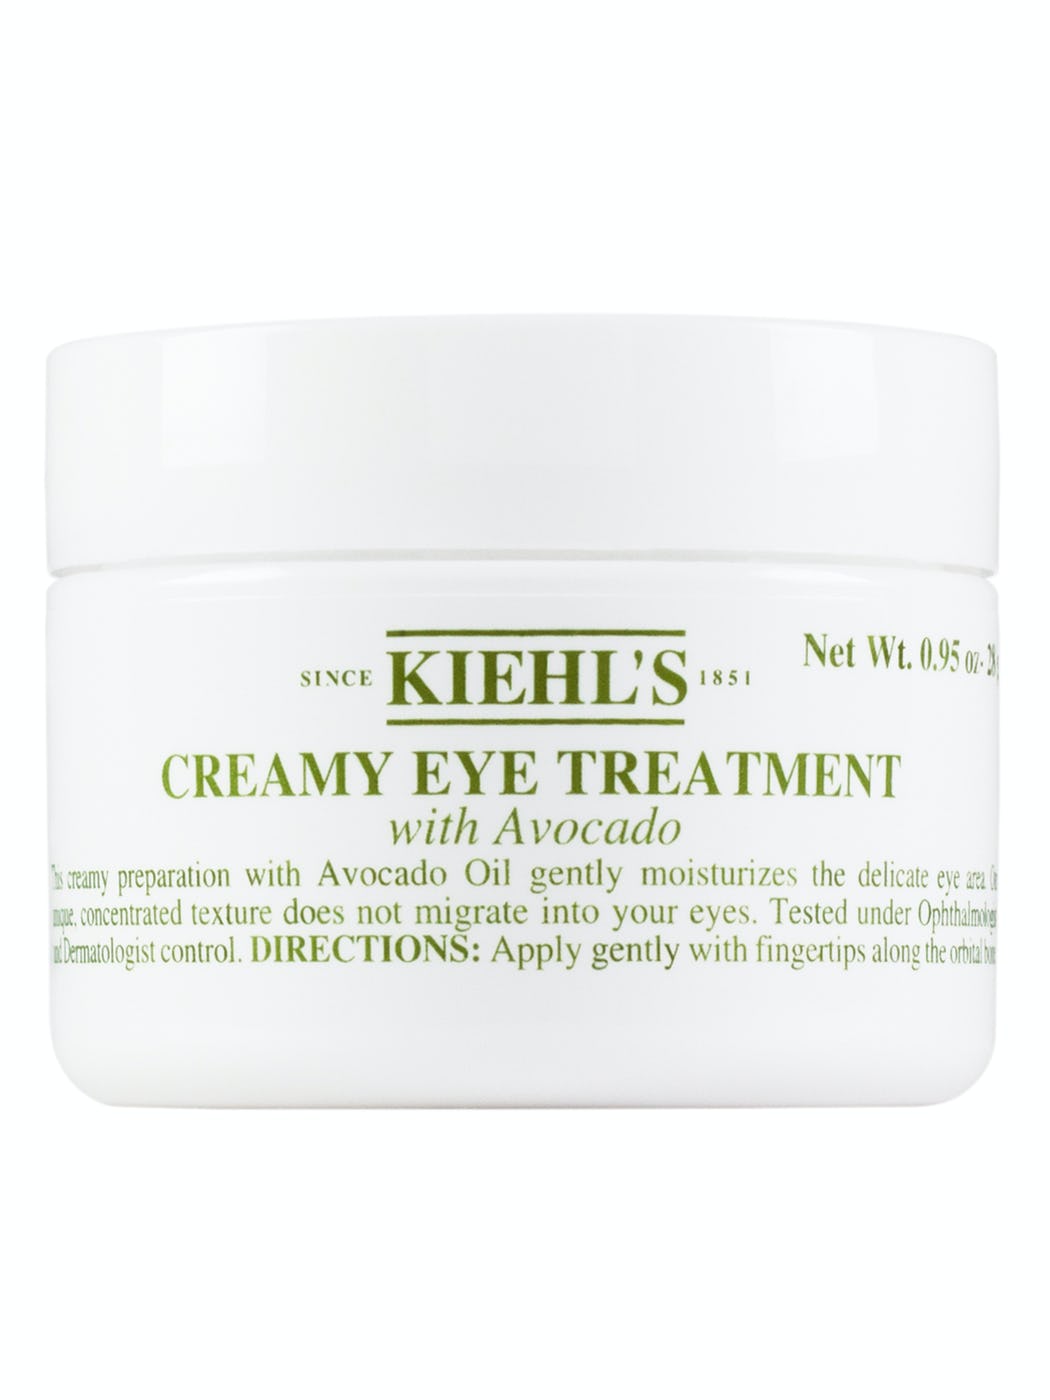 SINCE KIEHL'S 1851
Net Wt. 0.95 oz. 28
CREAMY EYE TREATMENT
with Avocado
creamy preparation with Avocado Oil gently moisturizes the delicate eye area.
concentrated texture does not migrate into your eyes. Tested under
Dermatologist control. DIRECTIONS: Apply gently with fingertips along the orbital